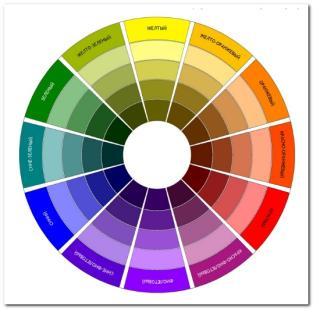 ЖЕЛТЫЙ
ЖЕЛТО-ОРАНЖЕВЫЙ
ОРАНЖЕВЫЙ
КРАСНО-ОРАНЖЕВЫЙ
КРАСНЫЙ
КРАСНО-ФИОЛЕТОВЫЙ
ФИОЛЕТОВЫЙ
СИНЕ-ФИОЛЕТОВЫЙ
СИНИЙ
СИНЕ-ЗЕЛЕНЫЙ
ЗЕЛЕНЫЙ
ЖЕЛТО-ЗЕЛЕНЫЙ